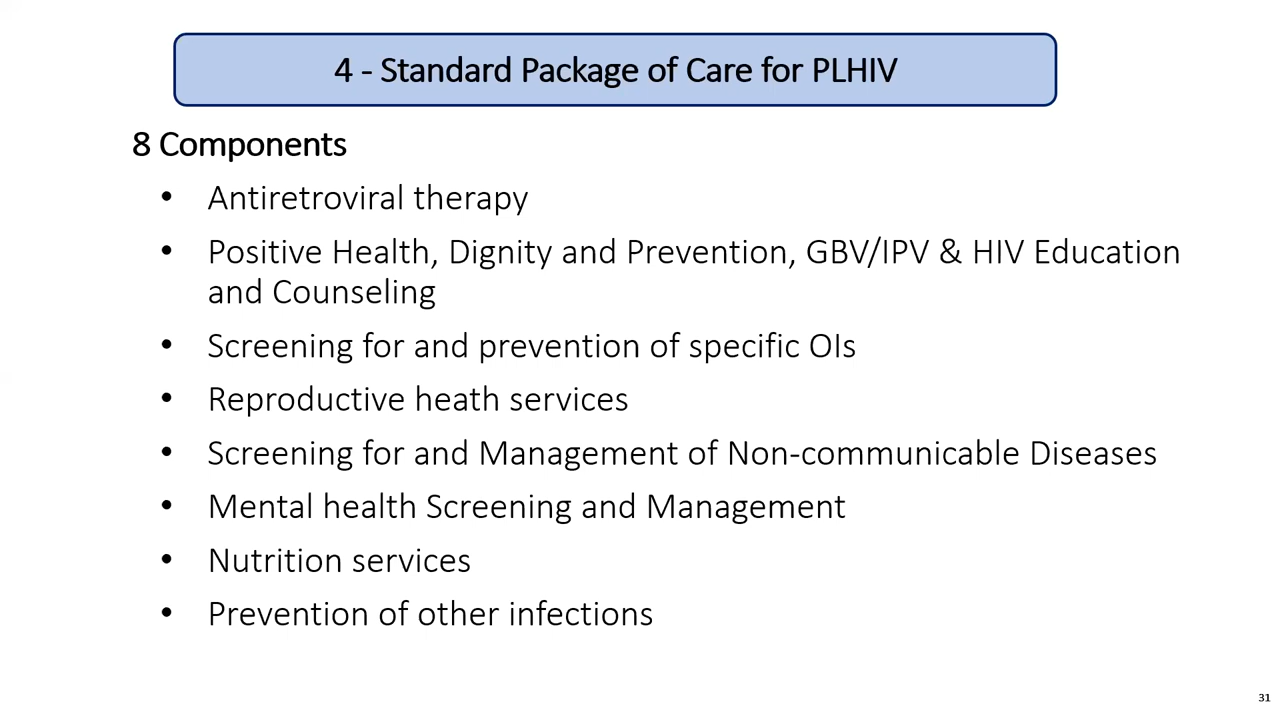 4 - Standard Package of Care for PLHIV
8 Components
• Antiretroviral therapy
• Positive Health, Dignity and Prevention, GBV/IPV & HIV Education
and Counseling
• Screening for and prevention of specific OIs
• Reproductive heath services
• Screening for and Management of Non-communicable Diseases
• Mental health Screening and Management
• Nutrition services
• Prevention of other infections
31